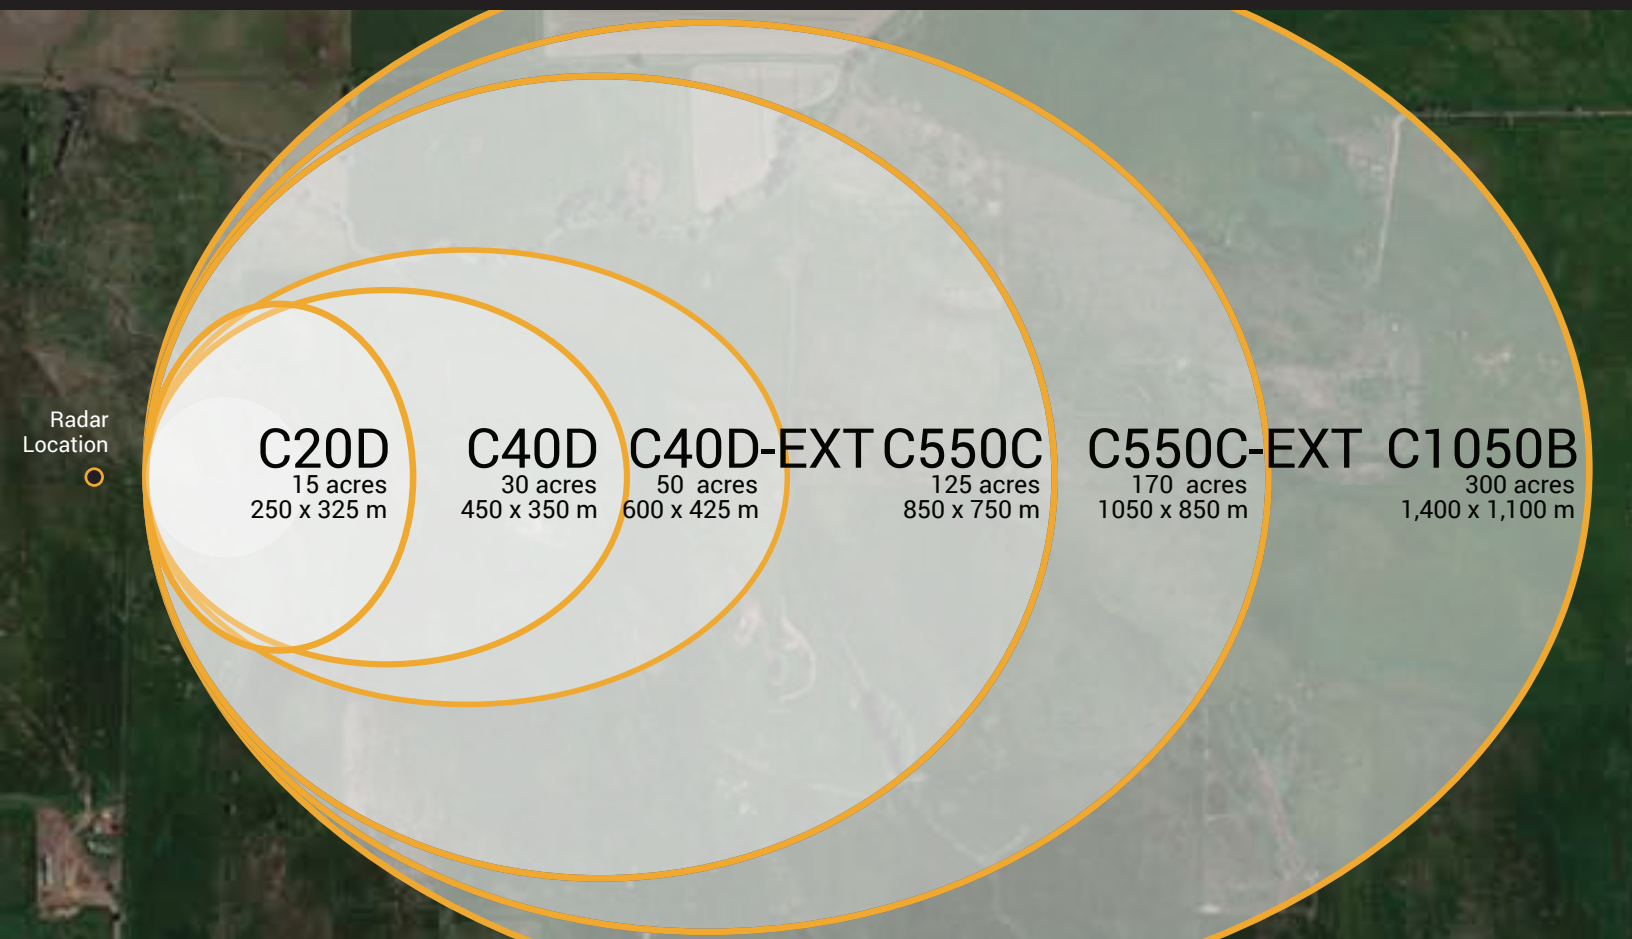 Radar
Location
C20D
15 acres
250 x 325 m
C40D
30 acres
450 x 350 m
C40D-EXT
50 acres
600 x 425 m
C550C
125 acres
850 x 750 m
C550C-EXT
170 acres
1050 x 850 m
C1050B
300 acres
1,400 x 1,100 m